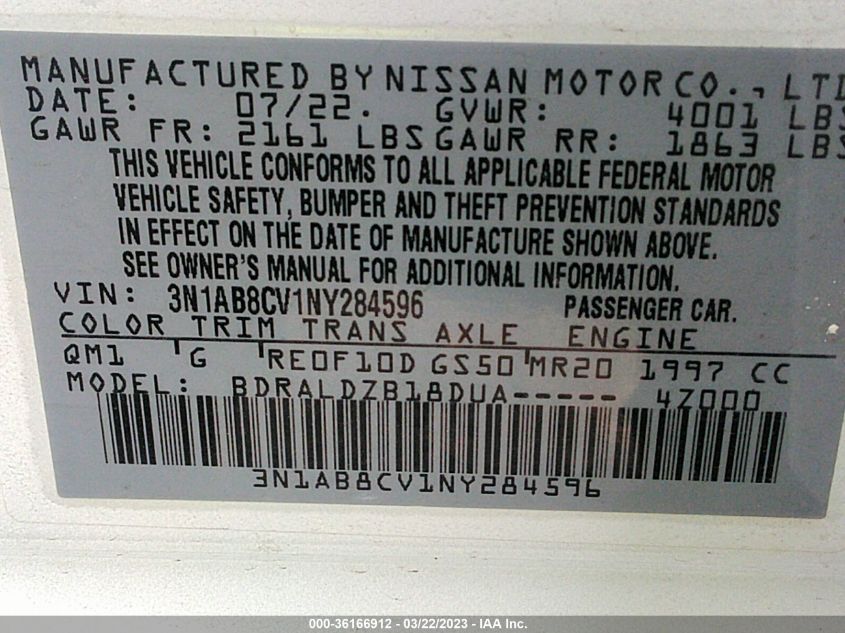 MANUFACTURED BY NISSAN MOTOR CO., LTD
DATE: 07/22. GVWR: 4001 LBS
GAWR FR: 2161 LBS GAWR RR: 1863 LBS
THIS VEHICLE CONFORMS TO ALL APPLICABLE FEDERAL MOTOR
VEHICLE SAFETY, BUMPER AND THEFT PREVENTION STANDARDS
IN EFFECT ON THE DATE OF MANUFACTURE SHOWN ABOVE.
SEE OWNER'S MANUAL FOR ADDITIONAL INFORMATION.
VIN: 3N1AB8CV1NY284596 PASSENGER CAR.
COLOR TRIM TRANS AXLE ENGINE
QM1 'G 'RE0F10D GS50'MR20 1997 CC
MODEL: BDRALDZB18DUA----- 4Z000
3N1AB8CV1NY284596
000-36166912 - 03/22/2023 - IAA Inc.